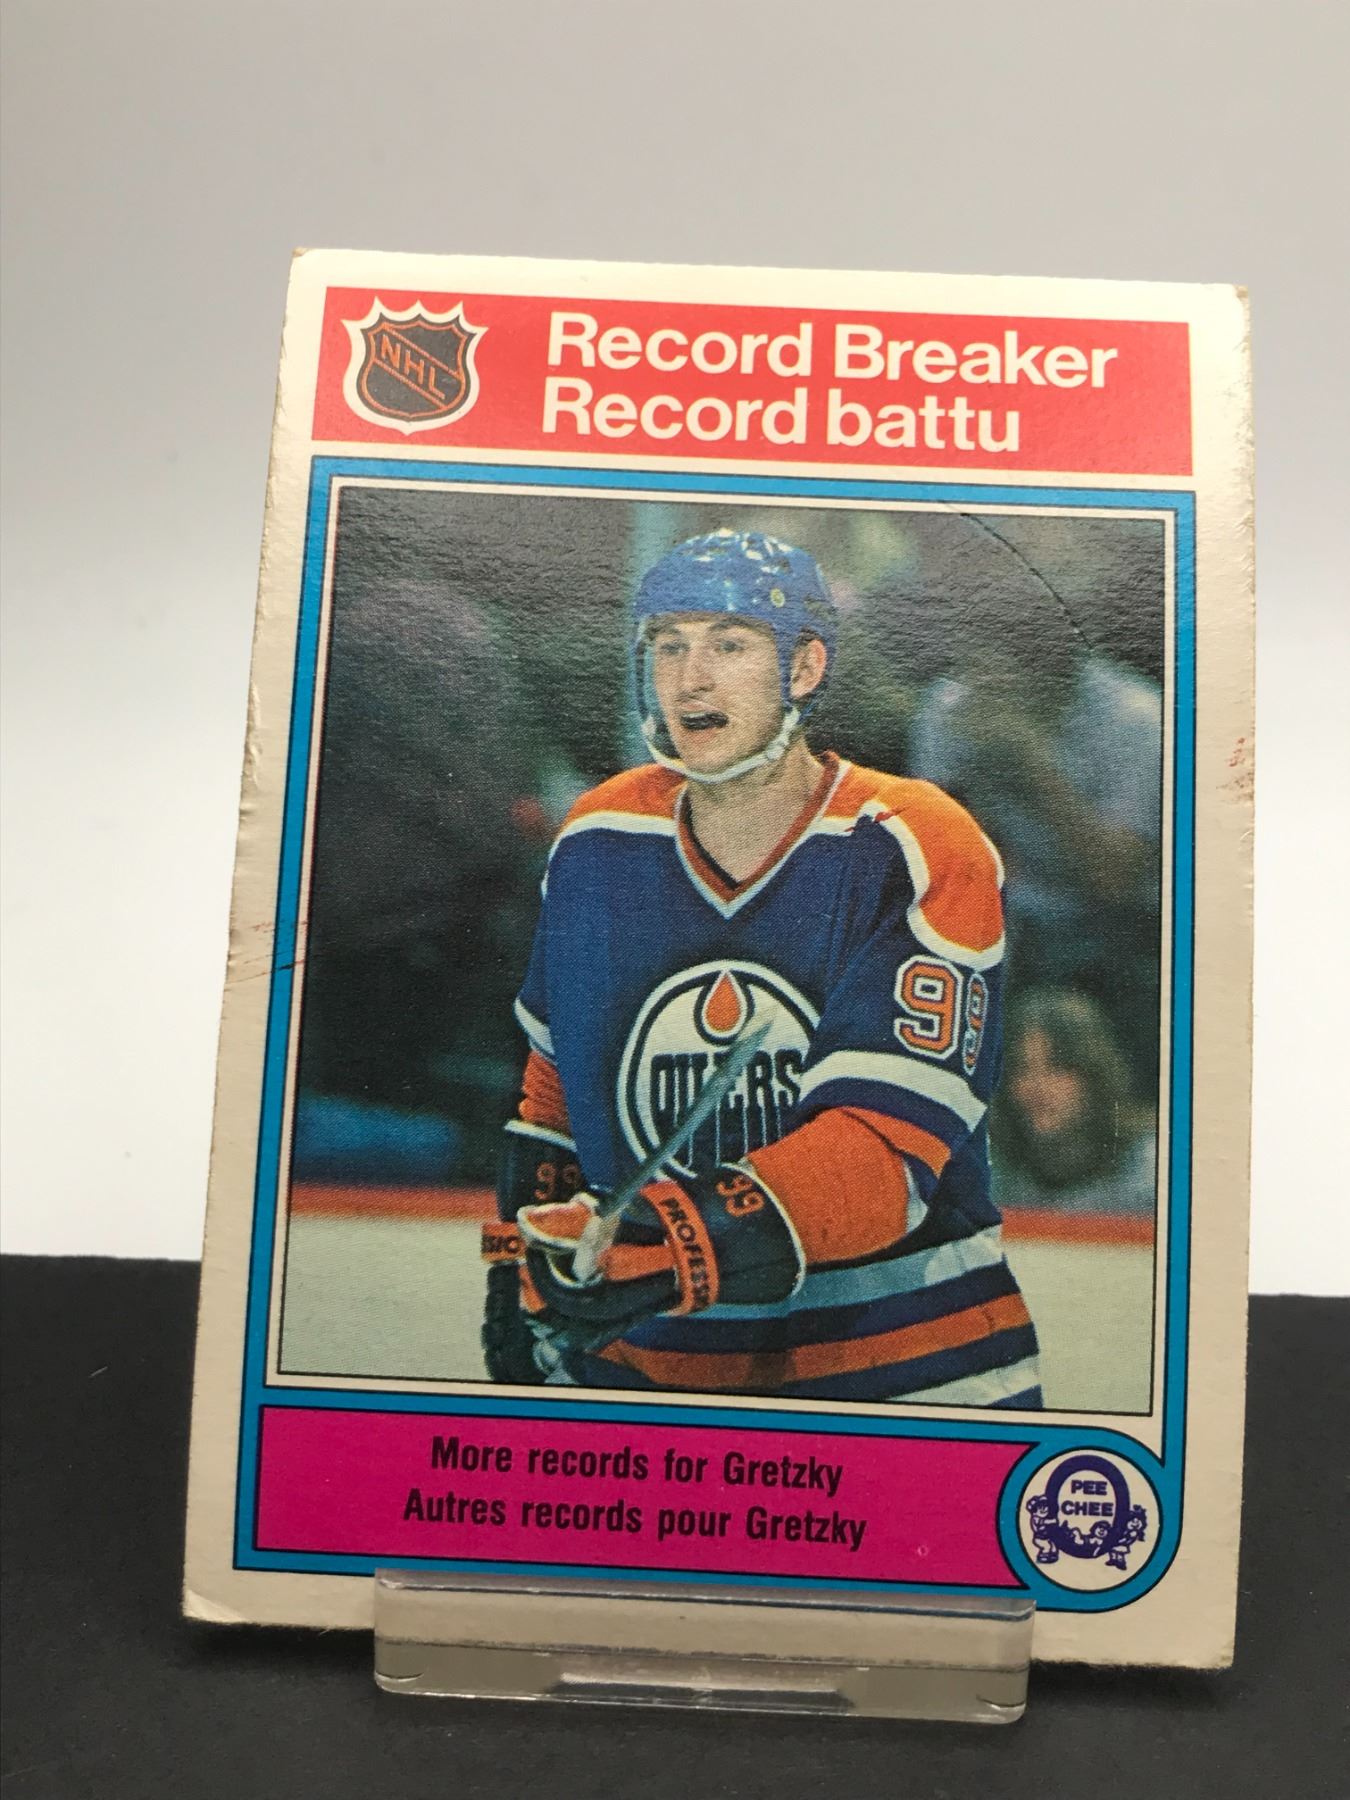 NHL
Record Breaker
Record battu
99
OILERS
99
99
PROFESS
SIO
More records for Gretzky
Autres records pour Gretzky
PEE
CHEE